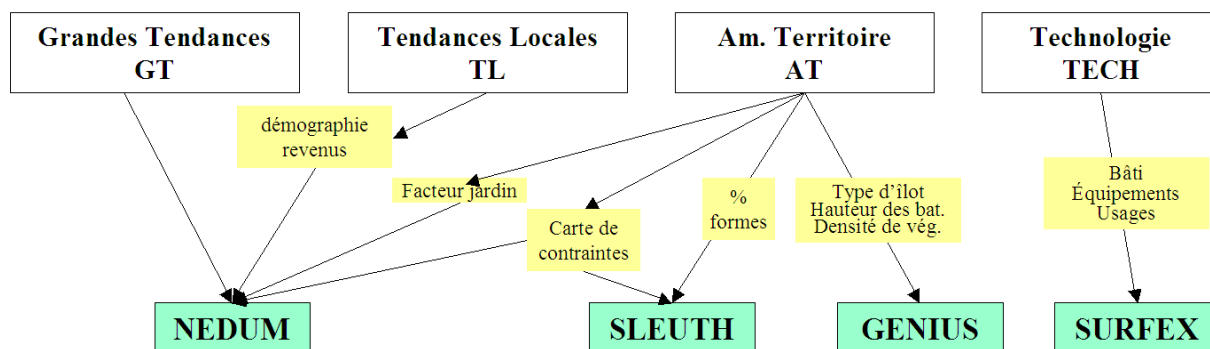 Grandes Tendances
GT
Tendances Locales
TL
Am. Territoire
AT
Technologie
TECH
démographie
revenus
Facteur jardin
Carte de
contraintes
%
formes
Type d'îlot
Hauteur des bat.
Densité de vég.
Bâti
Équipements
Usages
NEDUM
SLEUTH
GENIUS
SURFEX